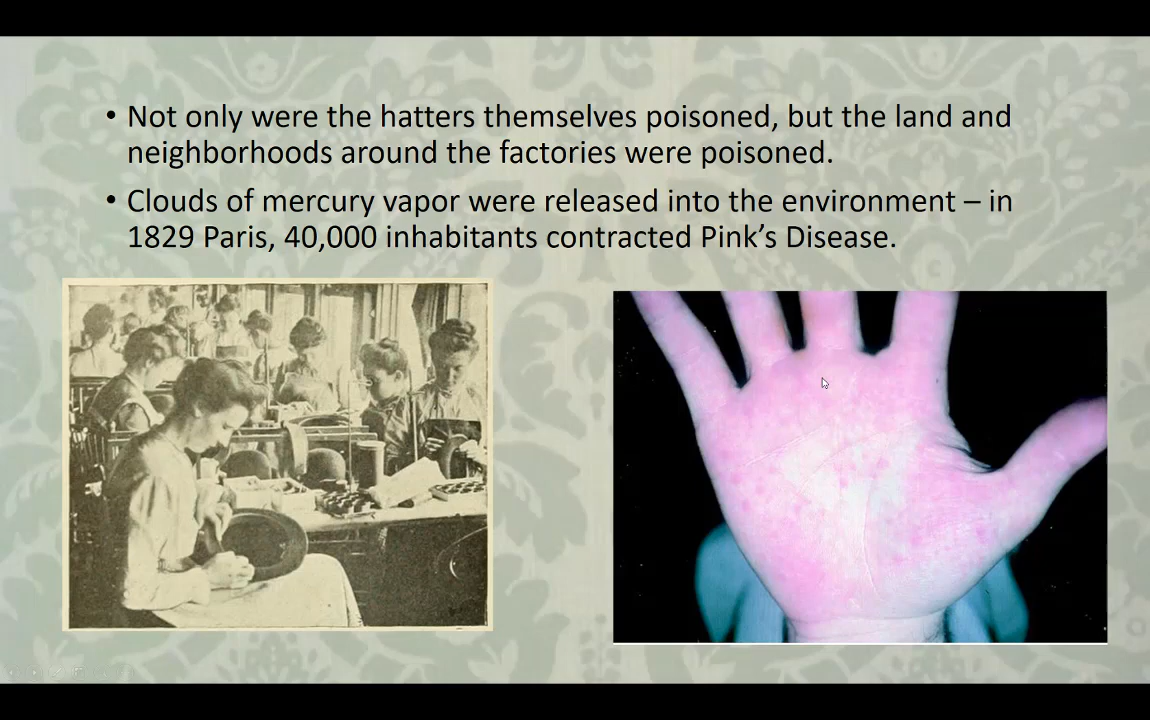 • Not only were the hatters themselves poisoned, but the land and
neighborhoods around the factories were poisoned.
• Clouds of mercury vapor were released into the environment – in
1829 Paris, 40,000 inhabitants contracted Pink’s Disease.